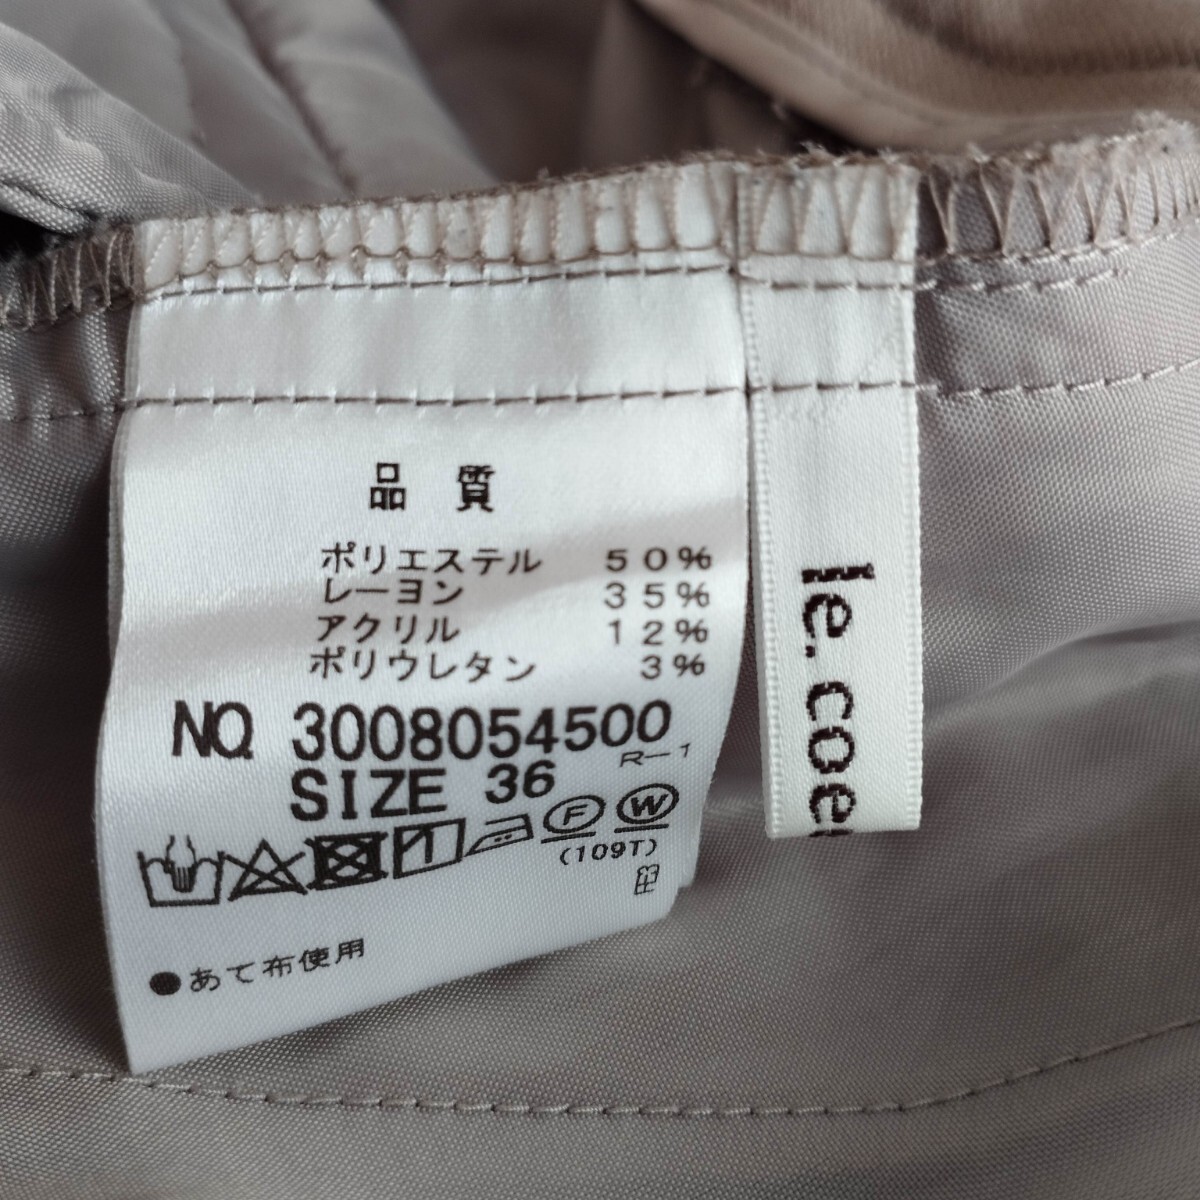 品質
ポリエステル 50%
レーヨン 35%
アクリル 12%
ポリウレタン 3%
NO. 3008054500
R-1
SIZE 36
F W
(109T)
●あて布使用
le.coe